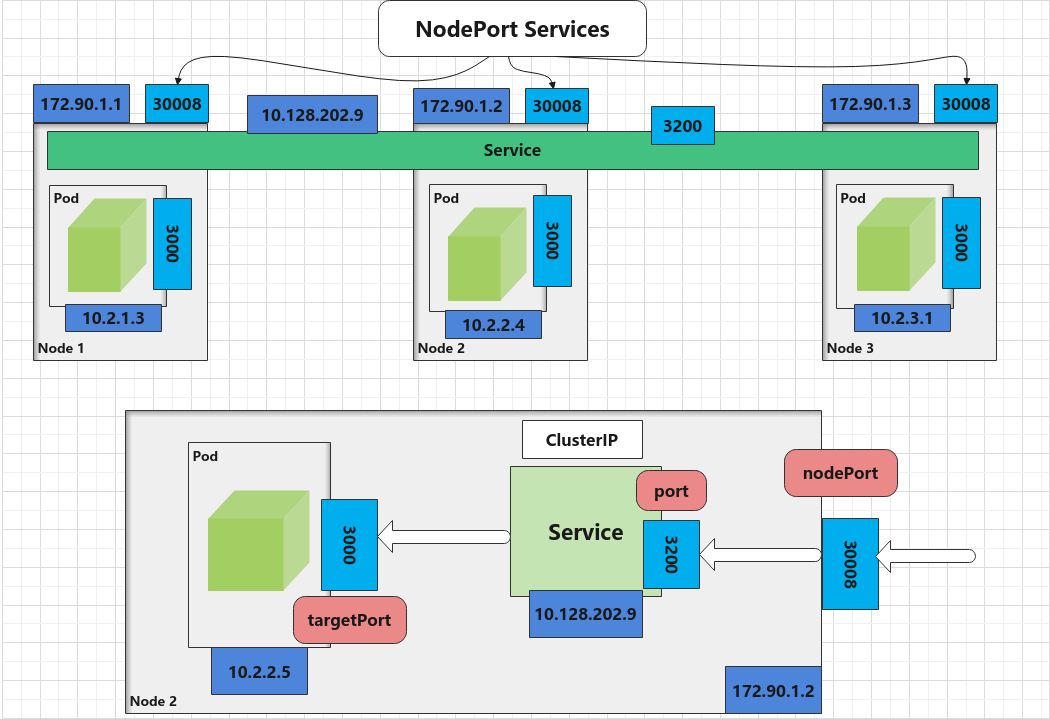 NodePort Services
172.90.1.1
30008
10.128.202.9
172.90.1.2
30008
3200
172.90.1.3
30008
Service
Pod
3000
10.2.1.3
Node 1
Pod
3000
10.2.2.4
Node 2
Pod
3000
10.2.3.1
Node 3
ClusterIP
Pod
nodePort
port
Service
3000
3200
30008
targetPort
10.128.202.9
10.2.2.5
172.90.1.2
Node 2